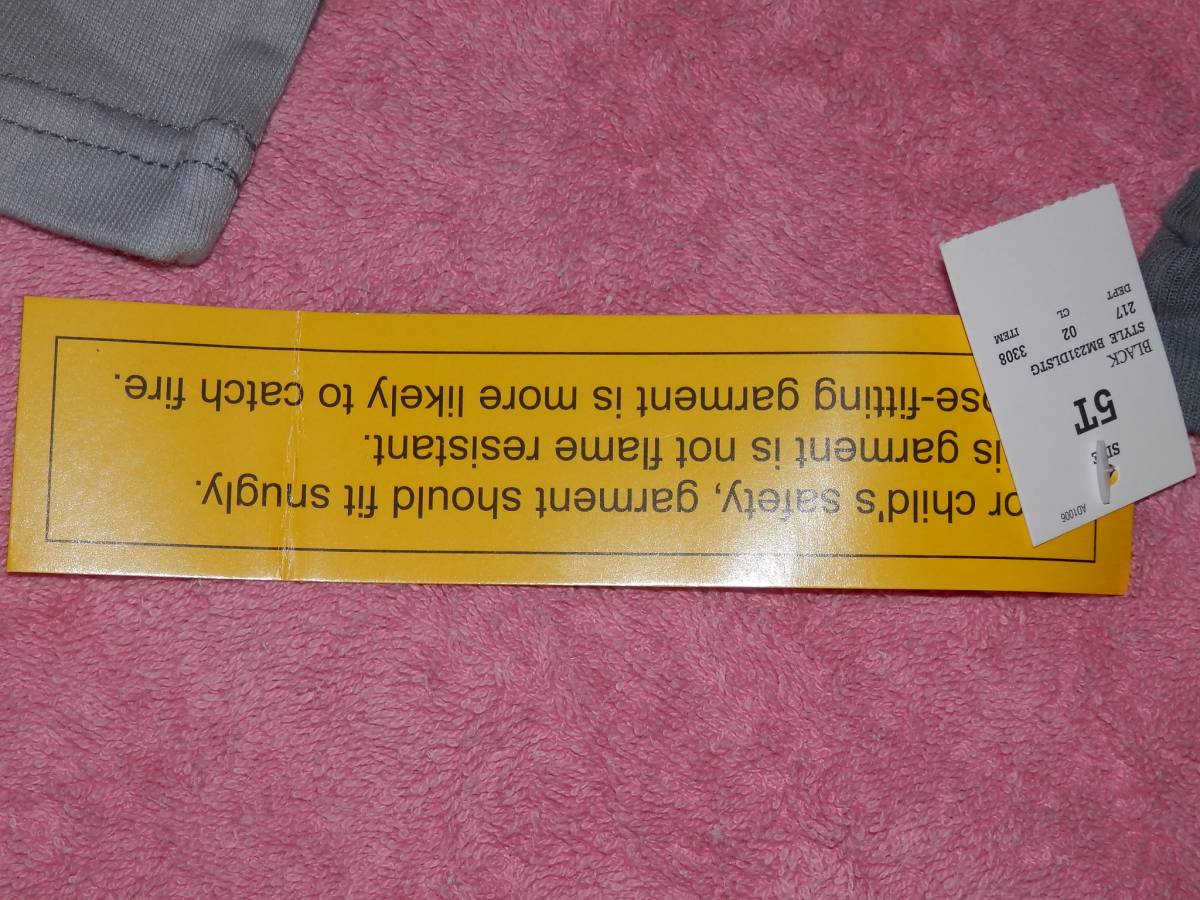 AD1006
5T
BLACK
STYLE BM231DLSTG
217 02 3308
DEPT CL ITEM
or child's safety, garment should fit snugly.
is garment is not flame resistant.
ose-fitting garment is more likely to catch fire.